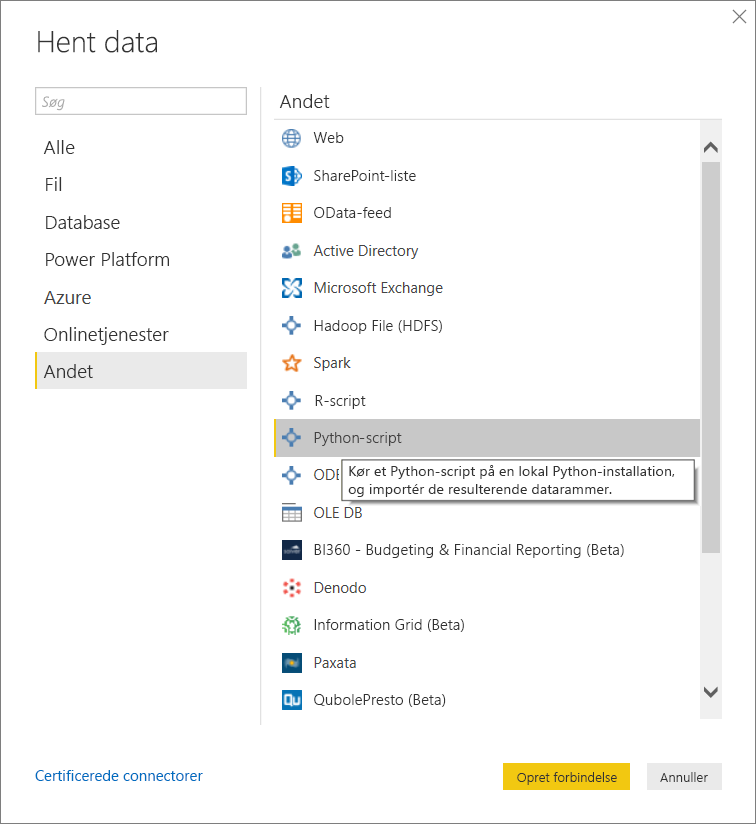 Hent data
Søg
Alle
Fil
Database
Power Platform
Azure
Onlinetjenester
Andet
Andet
Web
SharePoint-liste
OData-feed
Active Directory
Microsoft Exchange
Hadoop File (HDFS)
Spark
R-script
Python-script
Kør et Python-script på en lokal Python-installation,
og importér de resulterende datarammer.
OLE DB
BI360 - Budgeting & Financial Reporting (Beta)
Denodo
Information Grid (Beta)
Paxata
Qu
QubolePresto (Beta)
Certificerede connectorer
Opret forbindelse
Annuller